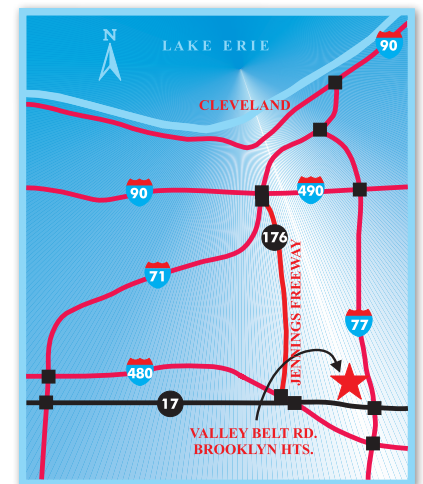 N
LAKE ERIE
90
CLEVELAND
90
490
176
JENNINGS FREEWAY
71
77
480
17
VALLEY BELT RD.
BROOKLYN HTS.